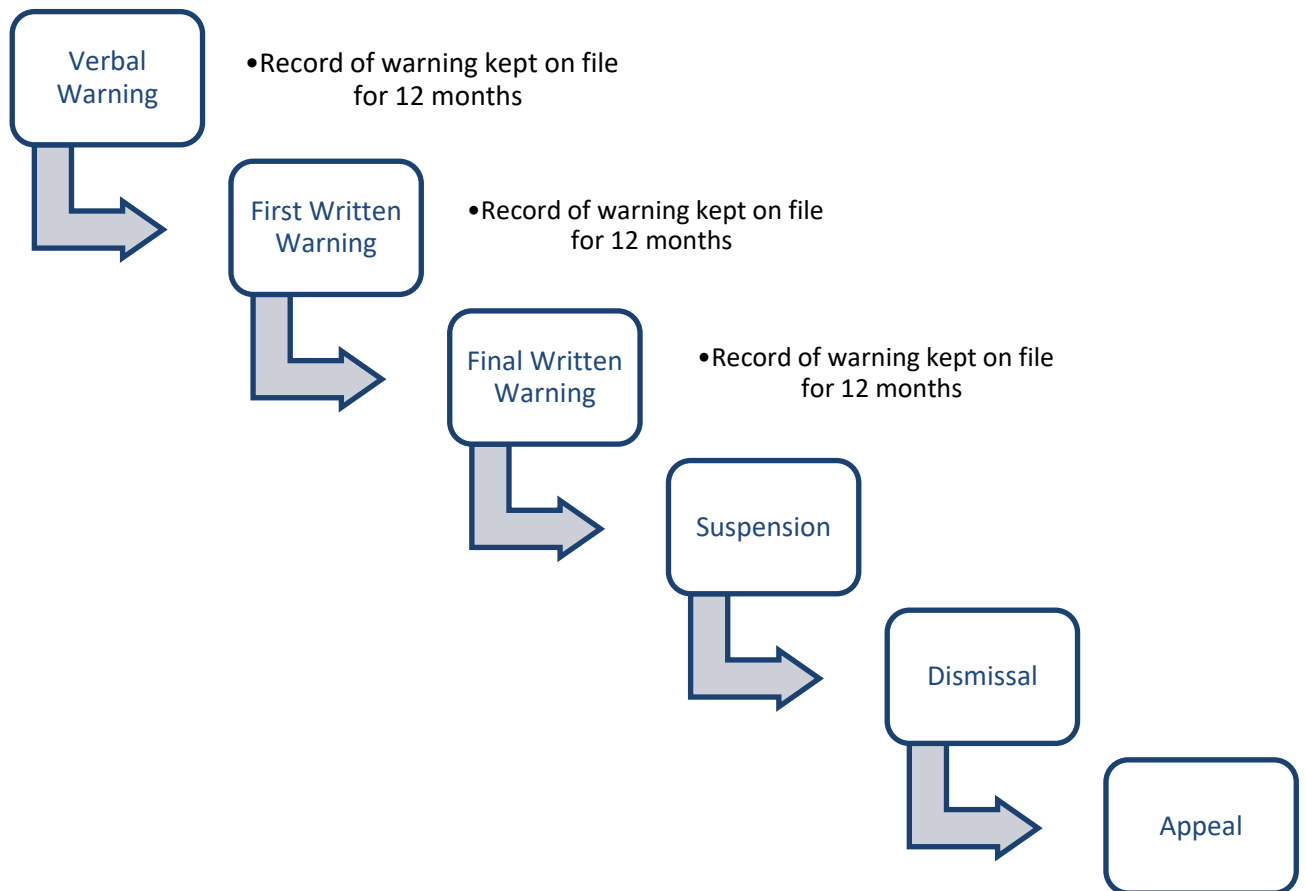 Verbal
Warning
•Record of warning kept on file
for 12 months
First Written
Warning
•Record of warning kept on file
for 12 months
Final Written
Warning
•Record of warning kept on file
for 12 months
Suspension
Dismissal
Appeal